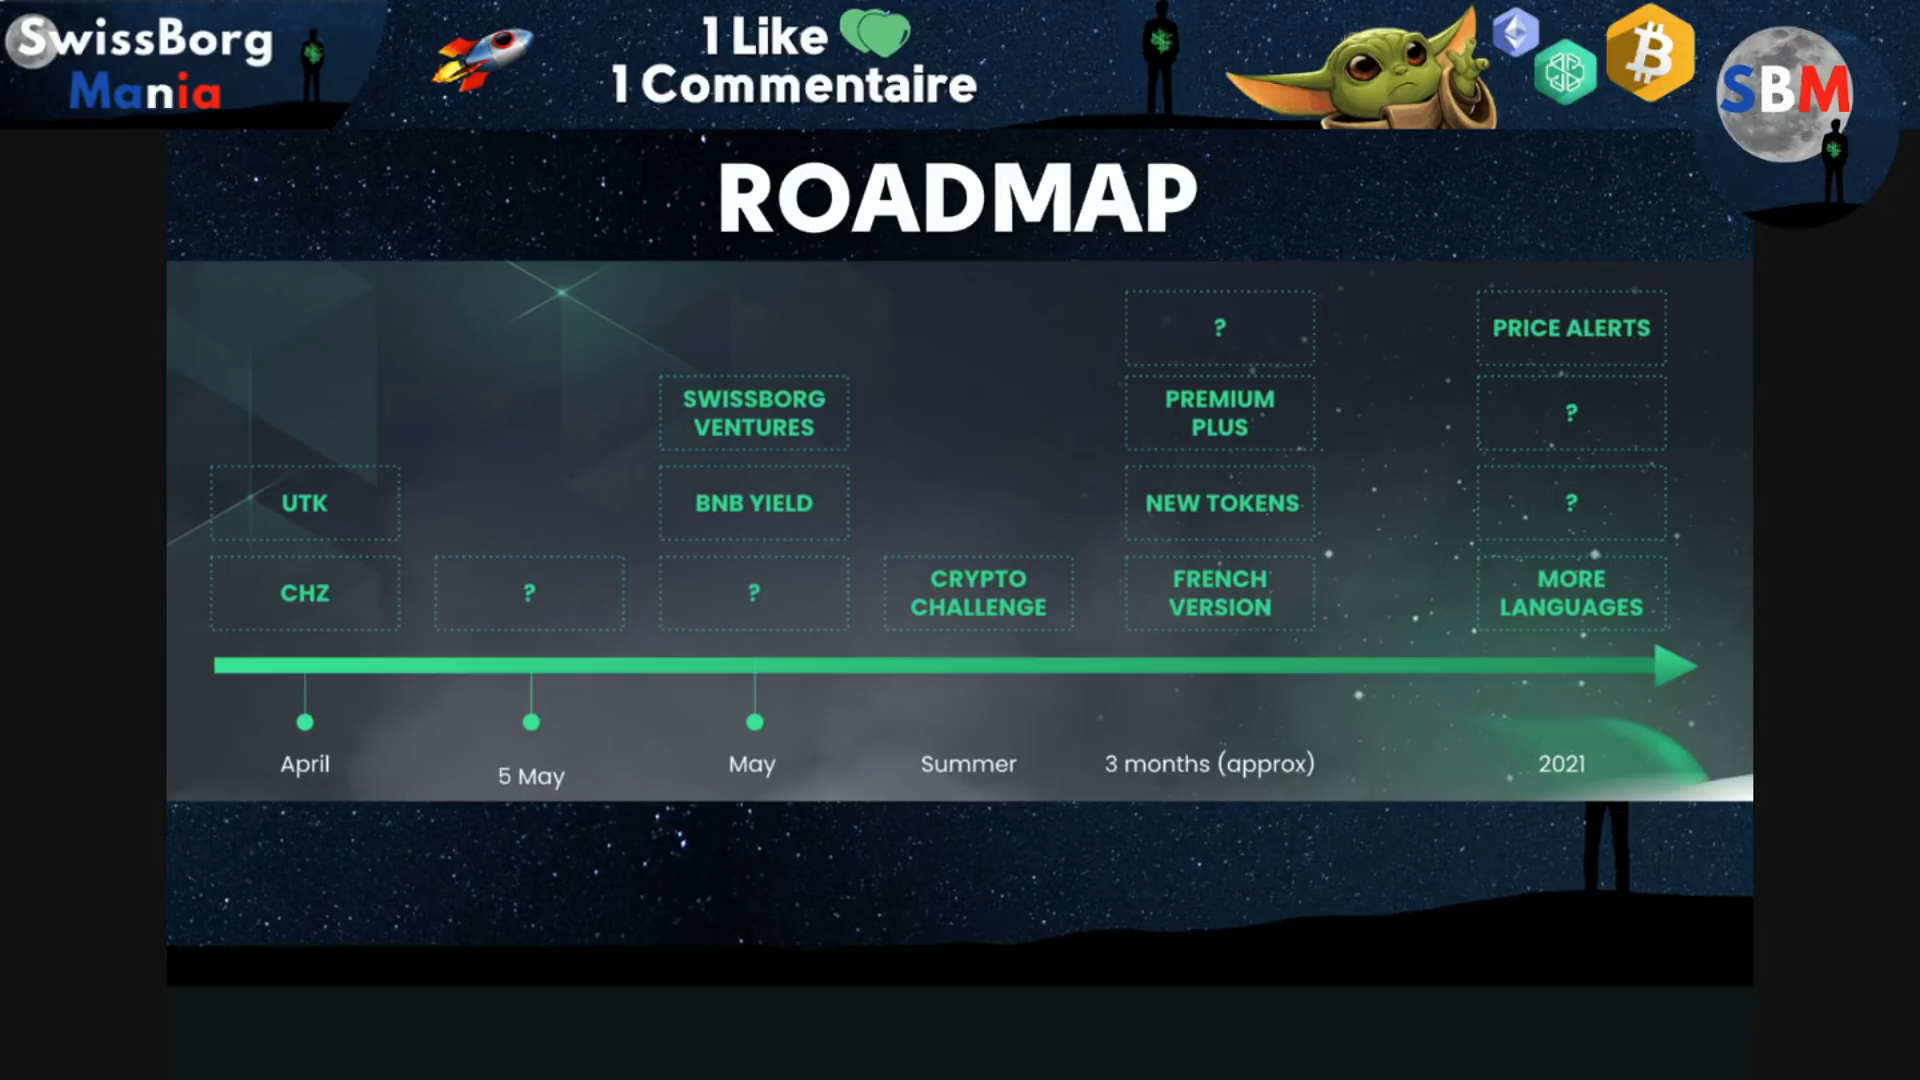 SwissBorg
Mania
1 Like
1 Commentaire
SBM
ROADMAP
?
PRICE ALERTS
SWISSBORG
VENTURES
PREMIUM
PLUS
?
UTK
BNB YIELD
NEW TOKENS
?
CHZ
?
?
CRYPTO
CHALLENGE
FRENCH
VERSION
MORE
LANGUAGES
April
5 May
May
Summer
3 months (approx)
2021